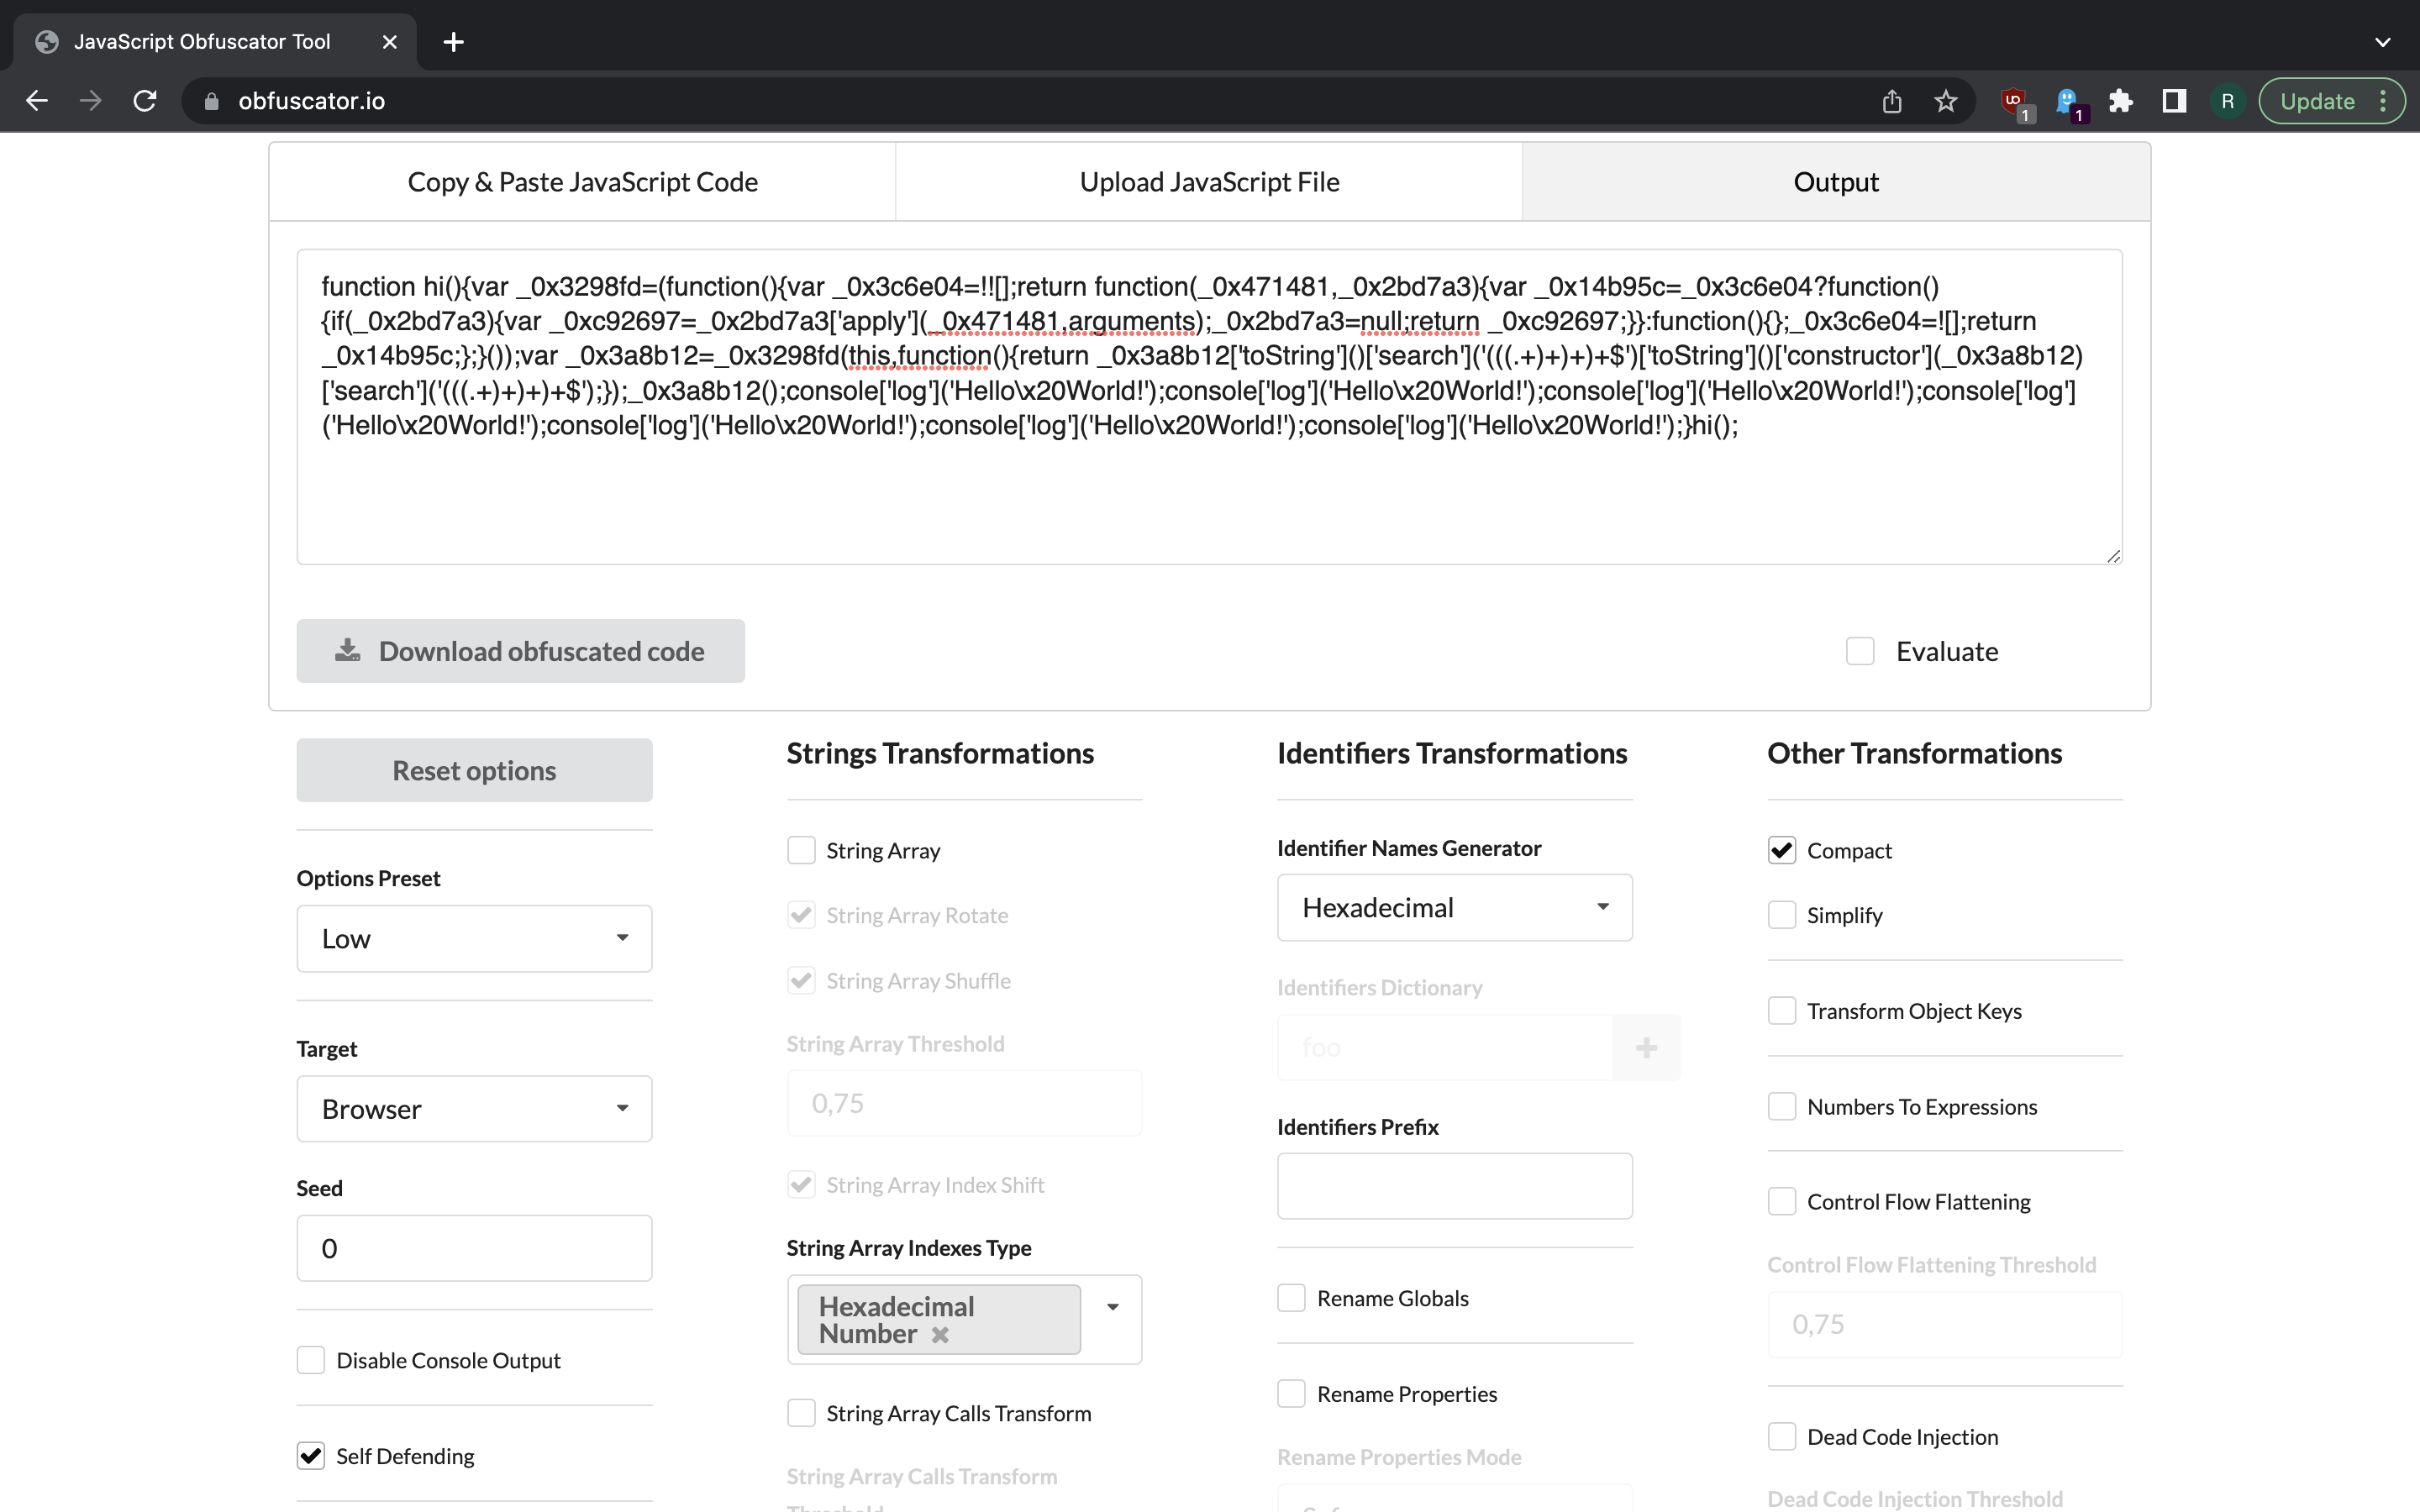 JavaScript Obfuscator Tool
obfuscator.io
uo
1
1
R
Update
Copy & Paste JavaScript Code
Upload JavaScript File
Output
function hi(){var _0x3298fd=(function(){var _0x3c6e04=!![];return function(_0x471481,_0x2bd7a3){var _0x14b95c=_0x3c6e04?function()
{if(_0x2bd7a3){var _0xc92697=_0x2bd7a3['apply'](_0x471481,arguments);_0x2bd7a3=null;return _0xc92697;}}:function(){};_0x3c6e04=![];return
_0x14b95c;};}());var _0x3a8b12=_0x3298fd(this,function(){return _0x3a8b12['toString']()['search']('(((.+)+)+)+$')['toString']()['constructor'](_0x3a8b12)
['search']('(((.+)+)+)+$');});_0x3a8b12();console['log']('Hello\x20World!');console['log']('Hello\x20World!');console['log']('Hello\x20World!');console['log']
('Hello\x20World!');console['log']('Hello\x20World!');console['log']('Hello\x20World!');console['log']('Hello\x20World!');}hi();
Download obfuscated code
Evaluate
Reset options
Options Preset
Low
Target
Browser
Seed
0
Disable Console Output
Self Defending
Strings Transformations
String Array
String Array Rotate
String Array Shuffle
String Array Threshold
0,75
String Array Index Shift
String Array Indexes Type
Hexadecimal
Number
String Array Calls Transform
String Array Calls Transform
Identifiers Transformations
Identifier Names Generator
Hexadecimal
Identifiers Dictionary
foo
Identifiers Prefix
Rename Globals
Rename Properties
Rename Properties Mode
Other Transformations
Compact
Simplify
Transform Object Keys
Numbers To Expressions
Control Flow Flattening
Control Flow Flattening Threshold
0,75
Dead Code Injection
Dead Code Injection Threshold